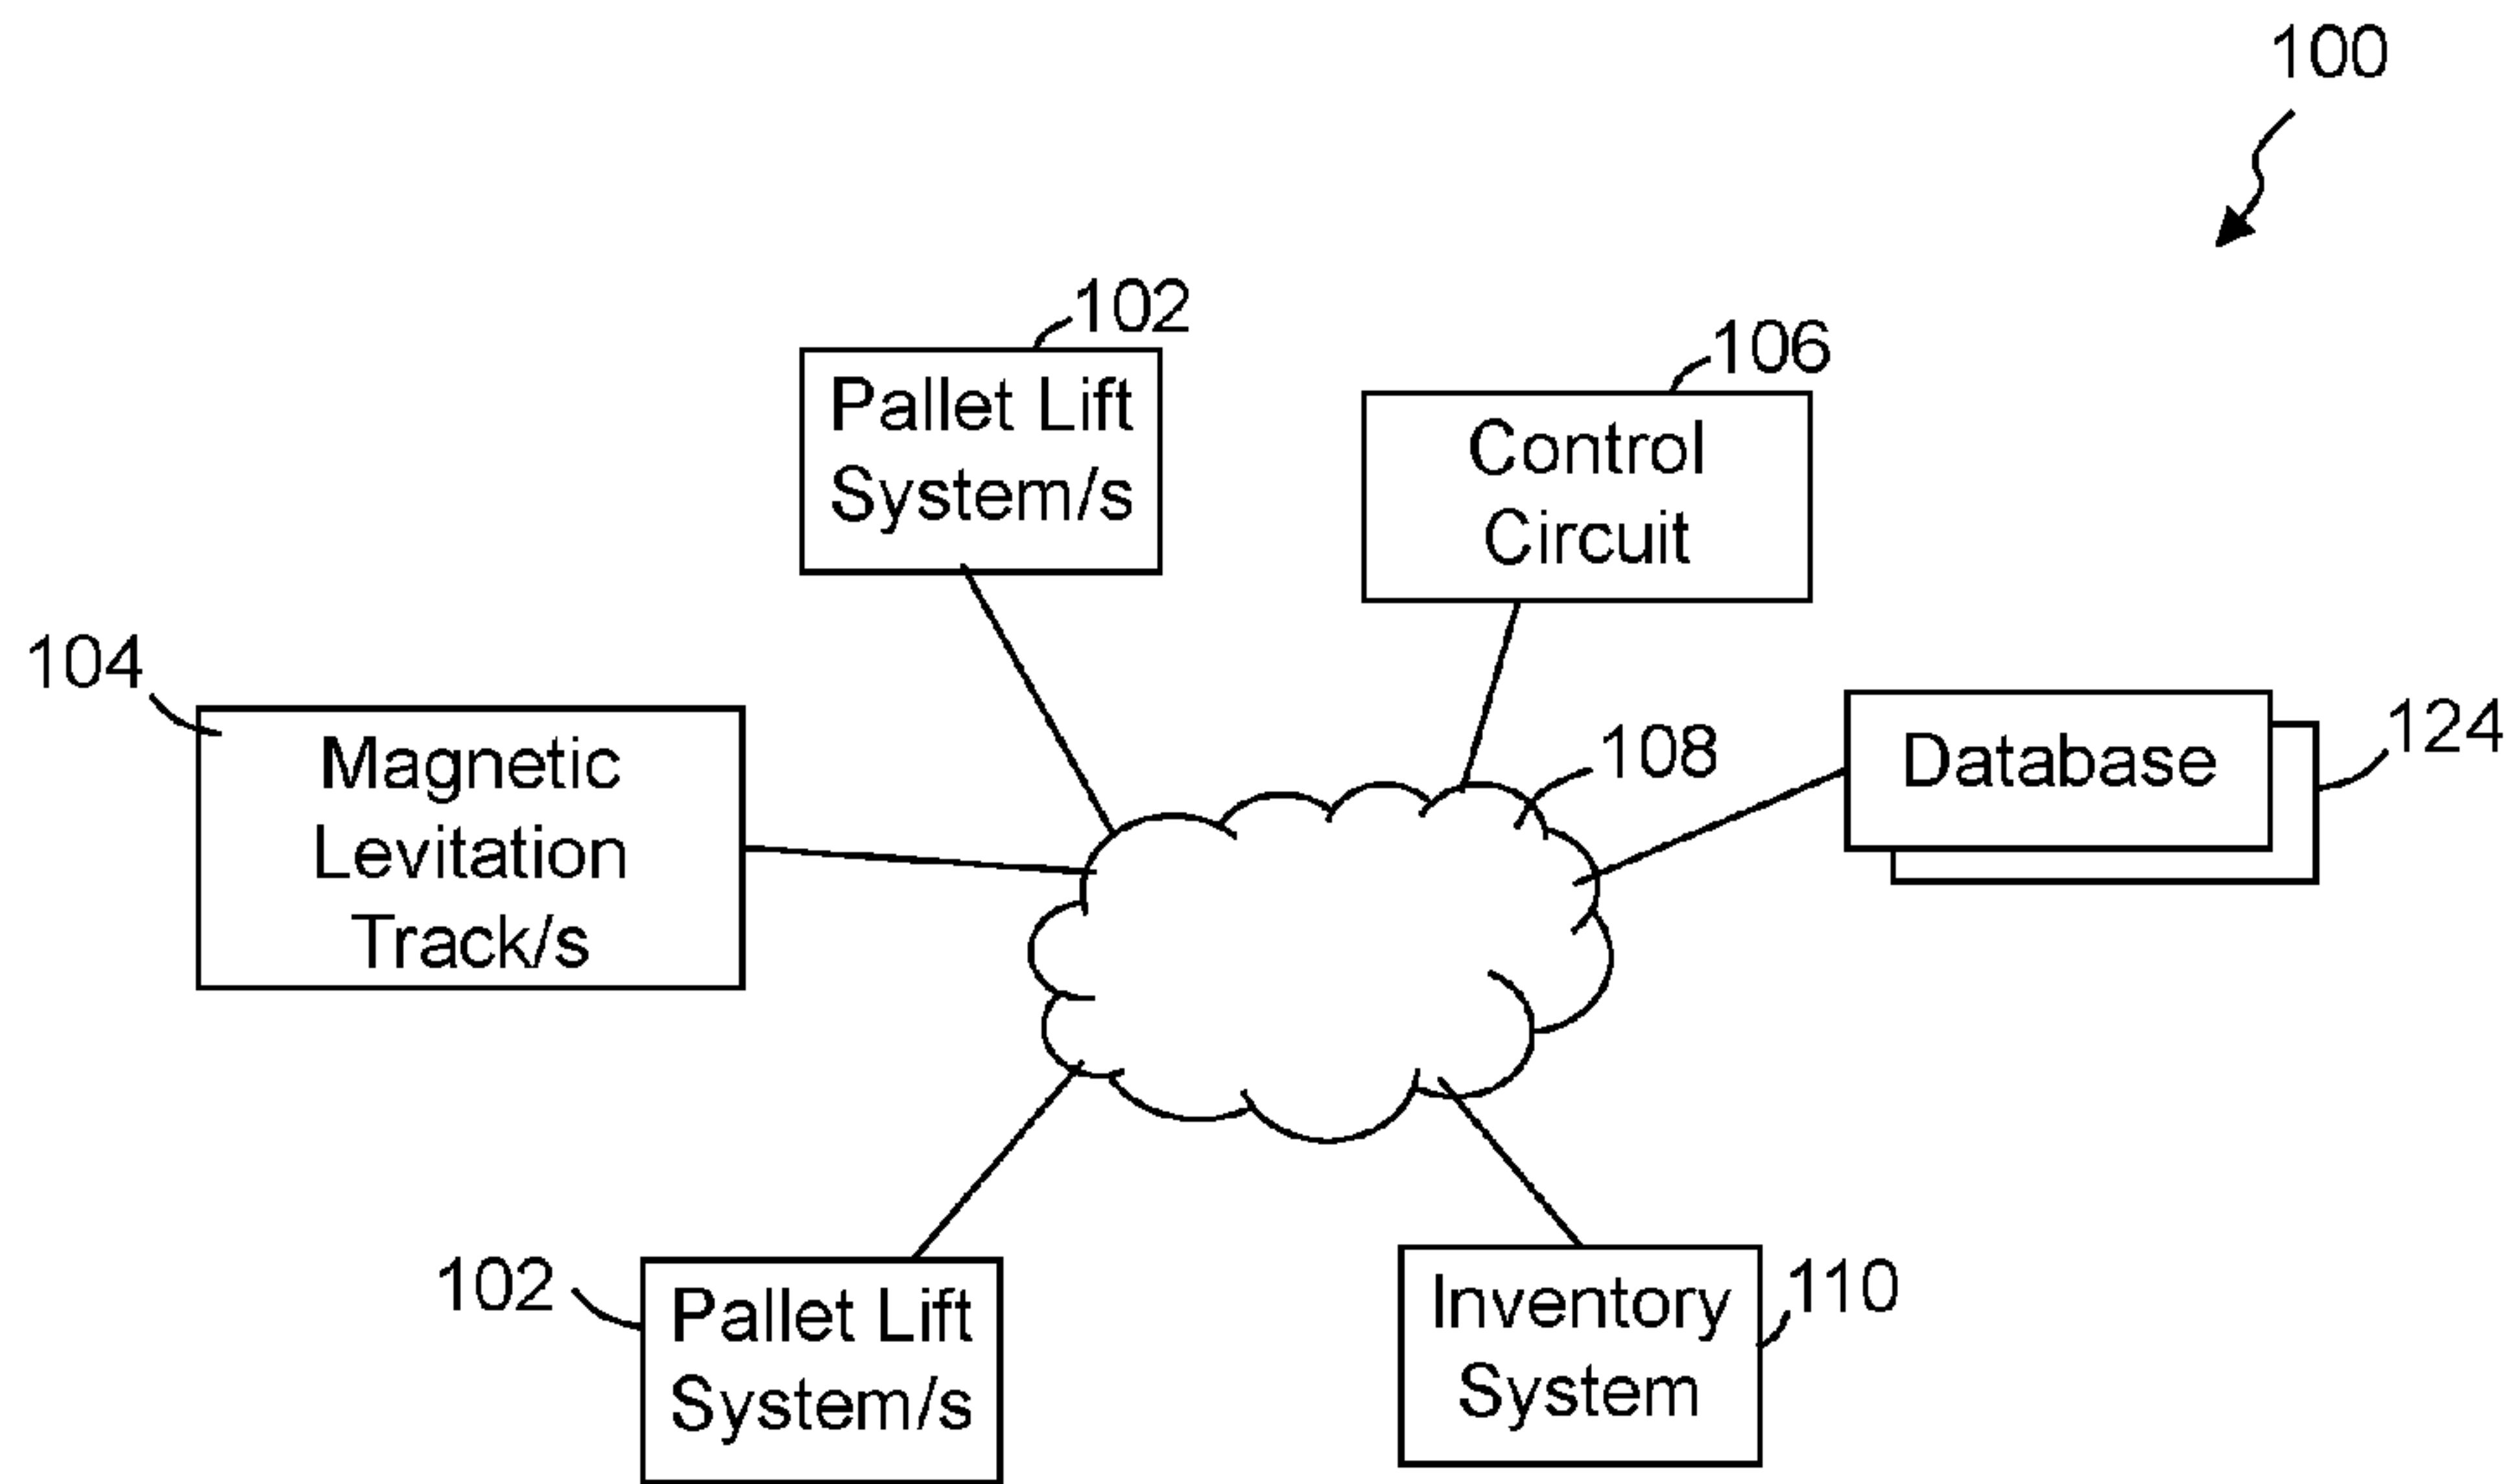 100
102
Pallet Lift
System/s
106
Control
Circuit
104
Magnetic
Levitation
Track/s
108
Database
124
102
Pallet Lift
System/s
Inventory
System
110